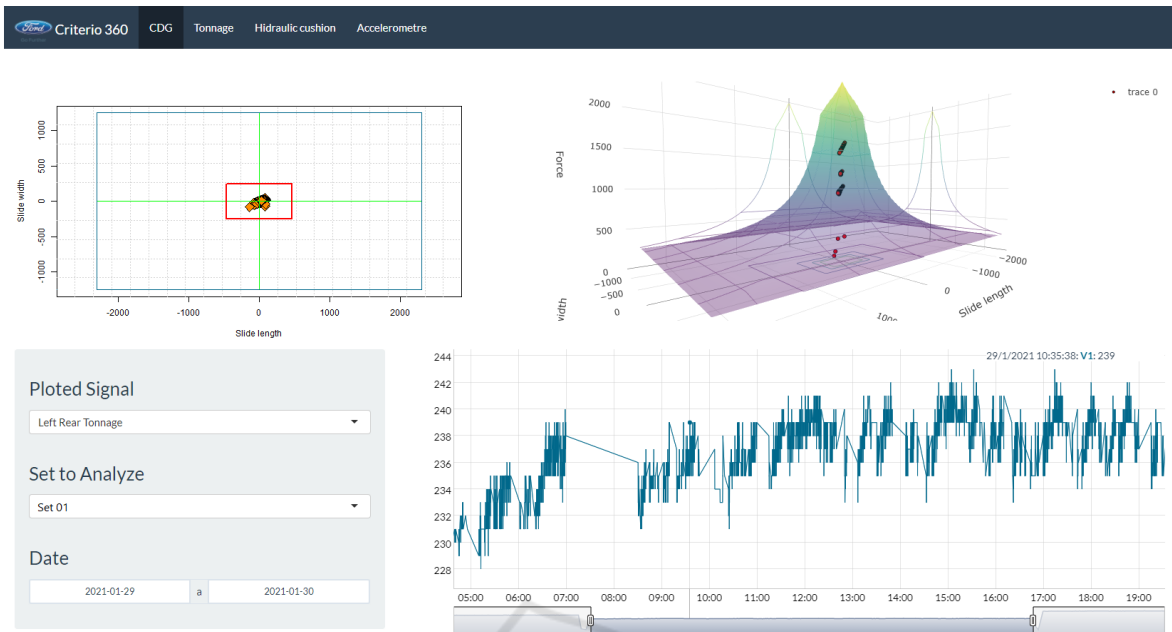 Ford Criterio 360 CDG Tonnage Hidraulic cushion Accelerometre
1000
500
0
-500
-1000
Slide width
-2000 -1000 0 1000 2000
Slide length
trace 0
2000
1500
1000
500
Force
0
−1000
−500
0
width
−2000
−1000
0
1000
Slide length
Ploted Signal
Left Rear Tonnage
Set to Analyze
Set 01
Date
2021-01-29 a 2021-01-30
29/1/2021 10:35:38: V1: 239
244
242
240
238
236
234
232
230
228
05:00 06:00 07:00 08:00 09:00 10:00 11:00 12:00 13:00 14:00 15:00 16:00 17:00 18:00 19:00